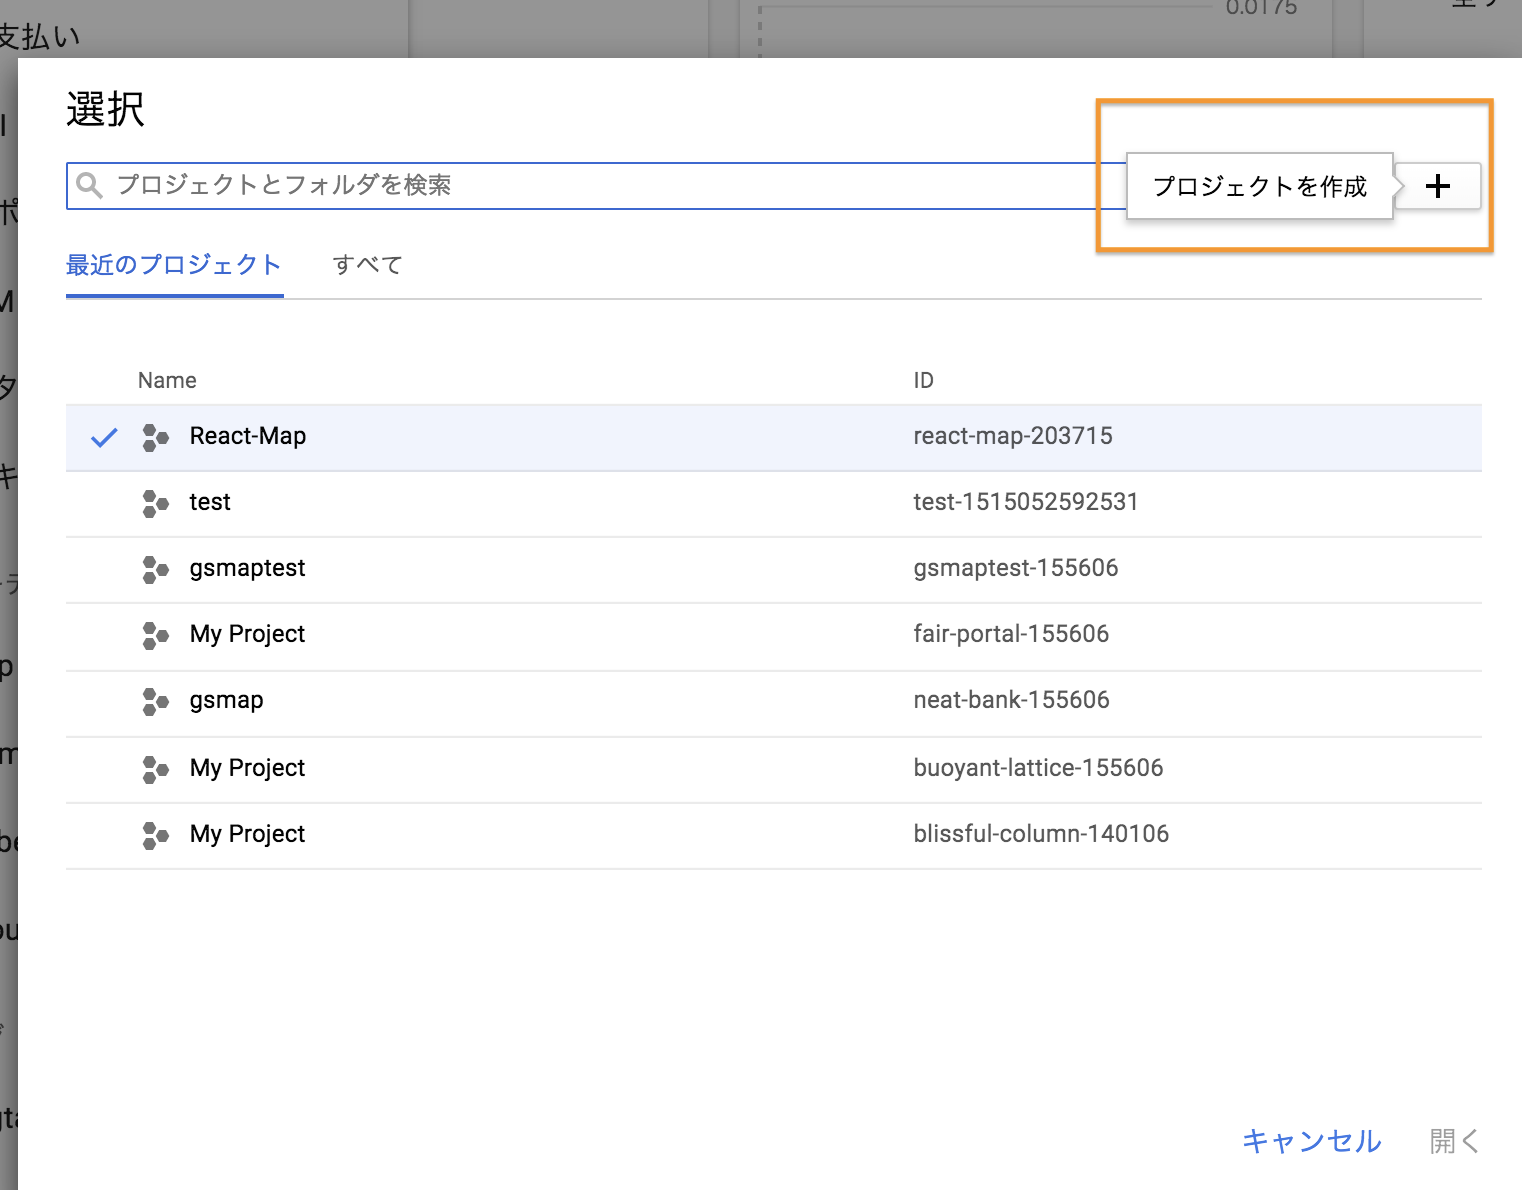 支払い
0.0175
選択
プロジェクトとフォルダを検索
プロジェクトを作成
+
最近のプロジェクト すべて
Name ID
React-Map react-map-203715
test test-1515052592531
gsmaptest gsmaptest-155606
My Project fair-portal-155606
gsmap neat-bank-155606
My Project buoyant-lattice-155606
My Project blissful-column-140106
キャンセル 開く